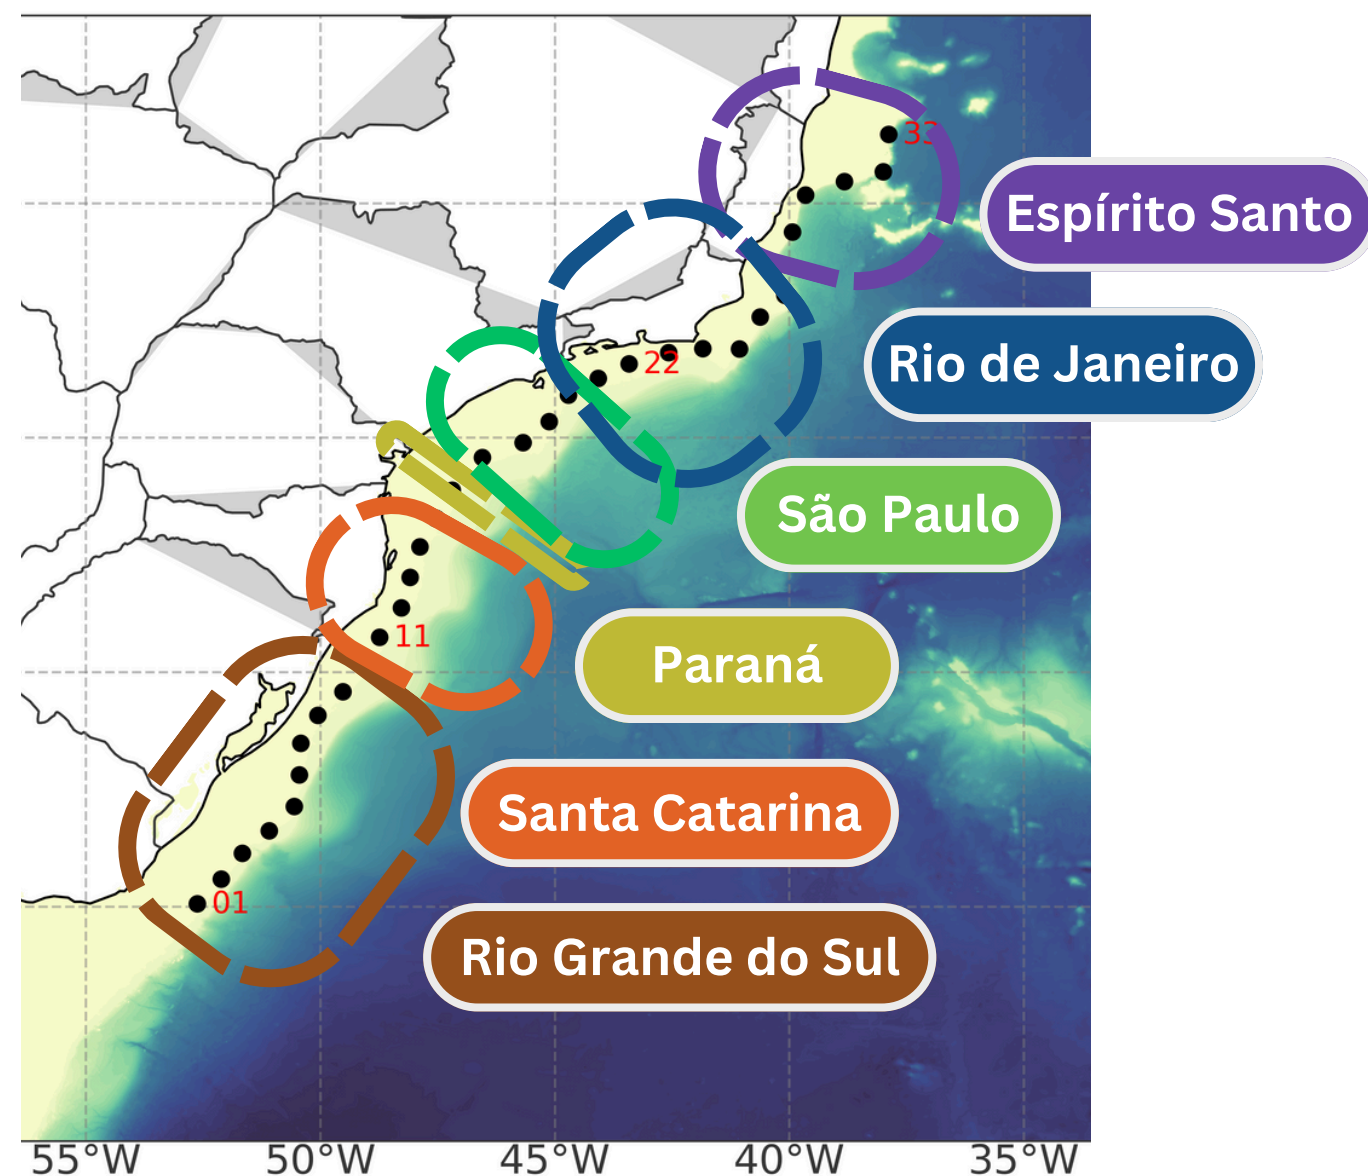 33
Espírito Santo
Rio de Janeiro
22
São Paulo
11
Paraná
Santa Catarina
01
Rio Grande do Sul
55°W 50°W 45°W 40°W 35°W